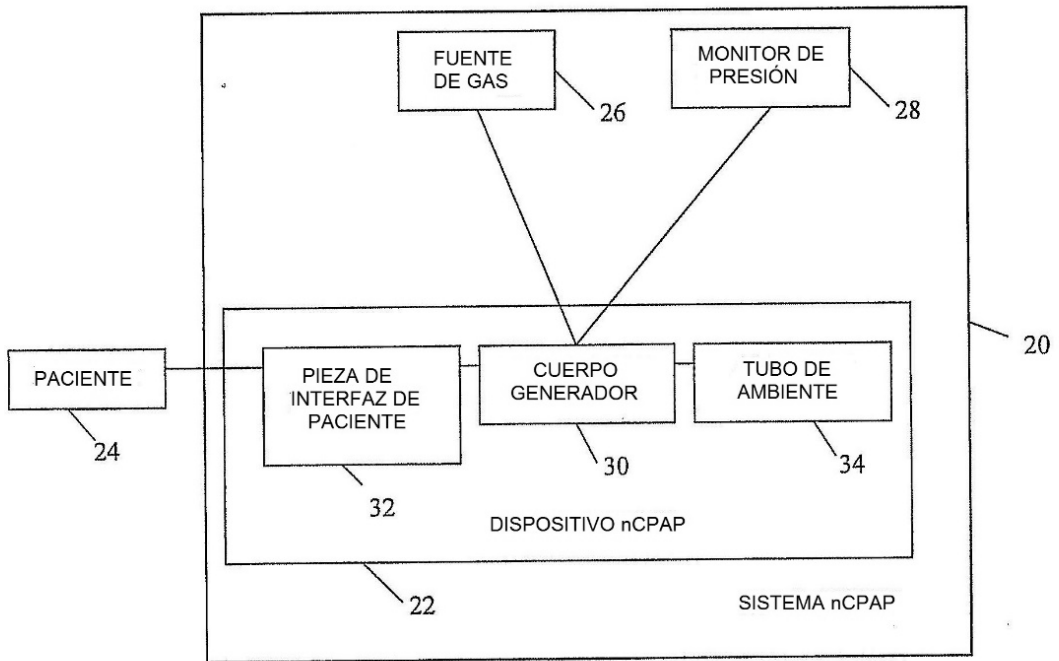 FUENTE
DE GAS
26
MONITOR DE
PRESIÓN
28
20
PACIENTE
24
PIEZA DE
INTERFAZ DE
PACIENTE
32
CUERPO
GENERADOR
30
TUBO DE
AMBIENTE
34
DISPOSITIVO nCPAP
22
SISTEMA nCPAP